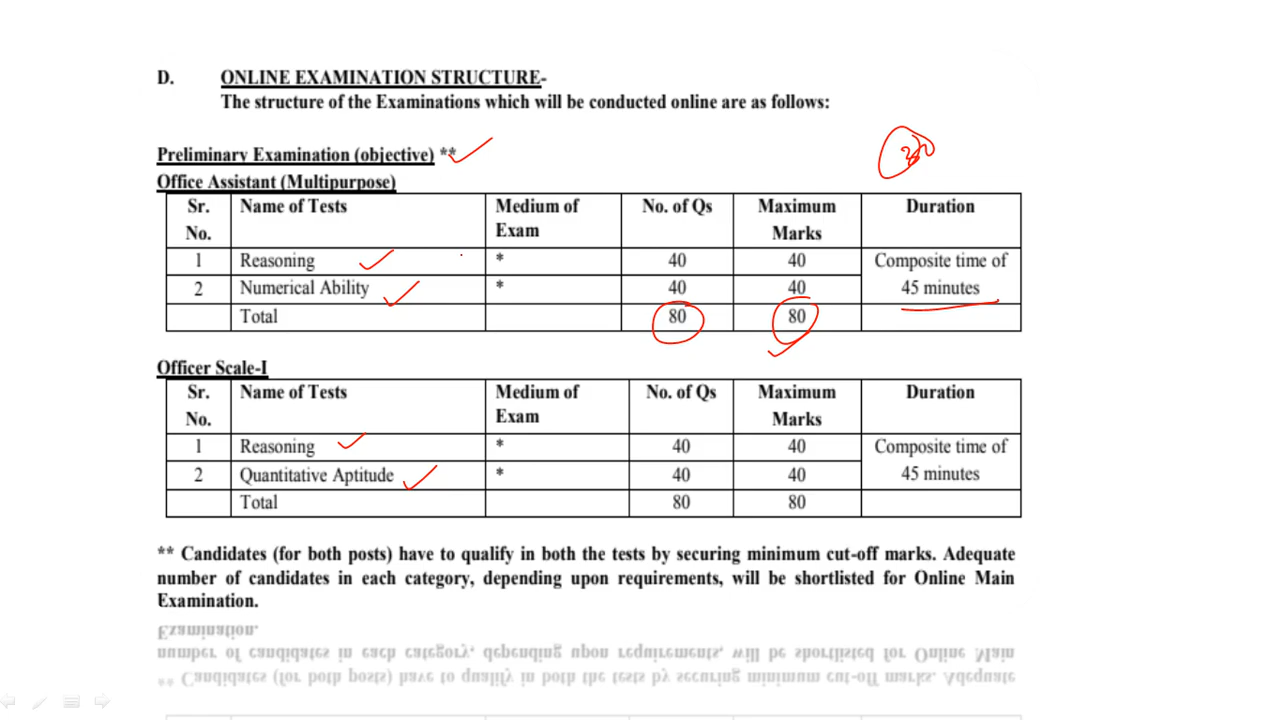 D. ONLINE EXAMINATION STRUCTURE-
The structure of the Examinations which will be conducted online are as follows:
Preliminary Examination (objective) **
Office Assistant (Multipurpose)
Sr. No. Name of Tests Medium of Exam No. of Qs Maximum Marks Duration
1 Reasoning * 40 40 Composite time of 45 minutes
2 Numerical Ability * 40 40
Total 80 80
Officer Scale-I
Sr. No. Name of Tests Medium of Exam No. of Qs Maximum Marks Duration
1 Reasoning * 40 40 Composite time of 45 minutes
2 Quantitative Aptitude * 40 40
Total 80 80
** Candidates (for both posts) have to qualify in both the tests by securing minimum cut-off marks. Adequate
number of candidates in each category, depending upon requirements, will be shortlisted for Online Main
Examination.